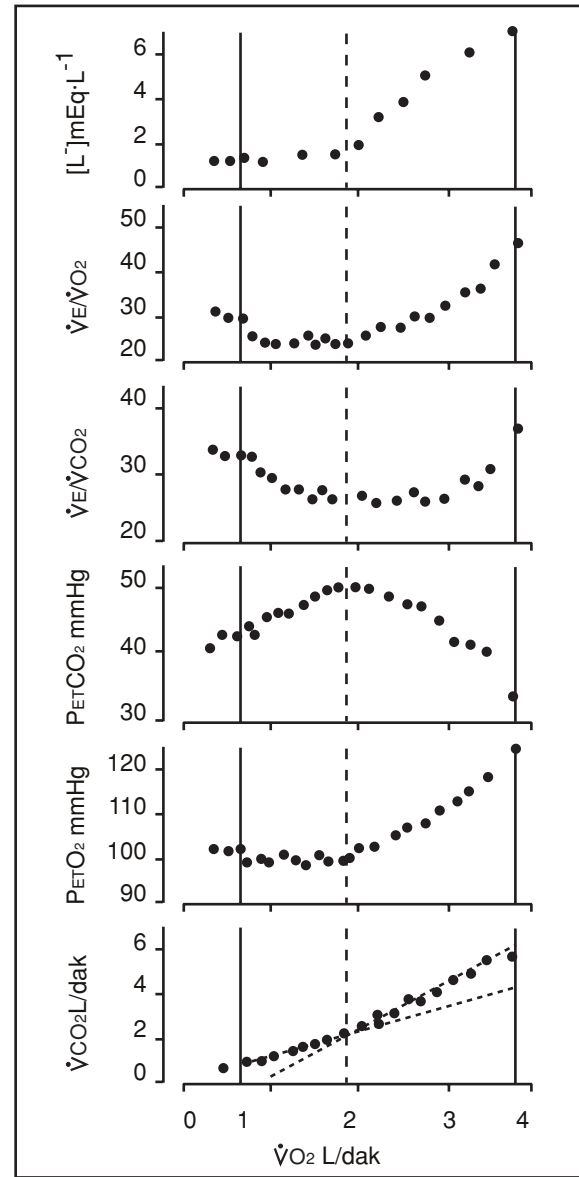 [L⁻]mEq·L⁻¹
6
4
2
0
V̇E/V̇O₂
50
40
30
20
V̇E/V̇CO₂
40
30
20
PETCO₂ mmHg
50
40
30
PETO₂ mmHg
120
110
100
90
V̇CO₂L/dak
6
4
2
0
0 1 2 3 4
V̇O₂ L/dak